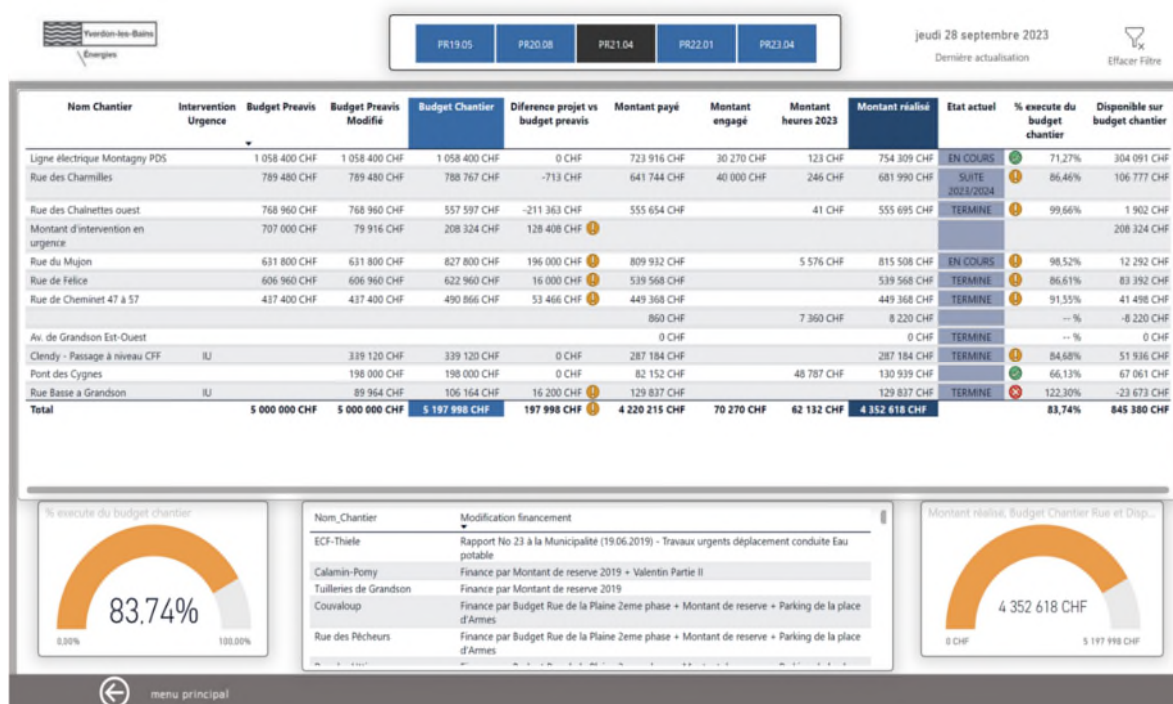 Yverdon-les-Bains
Énergies
PR19.05 PR20.08 PR21.04 PR22.01 PR23.04
jeudi 28 septembre 2023
Dernière actualisation
Effacer Filtre
Nom Chantier Intervention Urgence Budget Preavis Budget Preavis Modifié Budget Chantier Diference projet vs budget preavis Montant payé Montant engagé Montant heures 2023 Montant réalisé Etat actuel % execute du budget chantier Disponible sur budget chantier
Ligne électrique Montagny PDS 1 058 400 CHF 1 058 400 CHF 1 058 400 CHF 0 CHF 723 916 CHF 30 270 CHF 123 CHF 754 309 CHF EN COURS 71,27% 304 091 CHF
Rue des Charmilles 789 480 CHF 789 480 CHF 788 767 CHF -713 CHF 641 744 CHF 40 000 CHF 246 CHF 681 990 CHF SUITE 2023/2024 86,46% 106 777 CHF
Rue des Chaînettes ouest 768 960 CHF 768 960 CHF 557 597 CHF -211 363 CHF 555 654 CHF 41 CHF 555 695 CHF TERMINE 99,66% 1 902 CHF
Montant d'intervention en urgence 707 000 CHF 79 916 CHF 208 324 CHF 128 408 CHF 208 324 CHF
Rue du Mujon 631 800 CHF 631 800 CHF 827 800 CHF 196 000 CHF 809 932 CHF 5 576 CHF 815 508 CHF EN COURS 98,52% 12 292 CHF
Rue de Félice 606 960 CHF 606 960 CHF 622 960 CHF 16 000 CHF 539 568 CHF 539 568 CHF TERMINE 86,61% 83 392 CHF
Rue de Cheminet 47 à 57 437 400 CHF 437 400 CHF 490 866 CHF 53 466 CHF 449 368 CHF 449 368 CHF TERMINE 91,55% 41 498 CHF
860 CHF 7 360 CHF 8 220 CHF -- % -8 220 CHF
Av. de Grandson Est-Ouest 0 CHF 0 CHF TERMINE -- % 0 CHF
Clendy - Passage à niveau CFF IU 339 120 CHF 339 120 CHF 0 CHF 287 184 CHF 287 184 CHF TERMINE 84,68% 51 936 CHF
Pont des Cygnes 198 000 CHF 198 000 CHF 0 CHF 82 152 CHF 48 787 CHF 130 939 CHF 66,13% 67 061 CHF
Rue Basse a Grandson IU 89 964 CHF 106 164 CHF 16 200 CHF 129 837 CHF 129 837 CHF TERMINE 122,30% -23 673 CHF
Total 5 000 000 CHF 5 000 000 CHF 5 197 998 CHF 197 998 CHF 4 220 215 CHF 70 270 CHF 62 132 CHF 4 352 618 CHF 83,74% 845 380 CHF
% execute du budget chantier
83,74%
0,00% 100,00%
Nom_Chantier Modification financement
ECF-Thiele Rapport No 23 à la Municipalité (19.06.2019) - Travaux urgents déplacement conduite Eau
potable
Calamin-Pomy Finance par Montant de reserve 2019 + Valentin Partie II
Tuilleries de Grandson Finance par Montant de reserve 2019
Couvaloup Finance par Budget Rue de la Plaine 2eme phase + Montant de reserve + Parking de la place
d'Armes
Rue des Pêcheurs Finance par Budget Rue de la Plaine 2eme phase + Montant de reserve + Parking de la place
d'Armes
Montant réalisé, Budget Chantier Rue et Disp...
4 352 618 CHF
0 CHF 5 197 998 CHF
menu principal